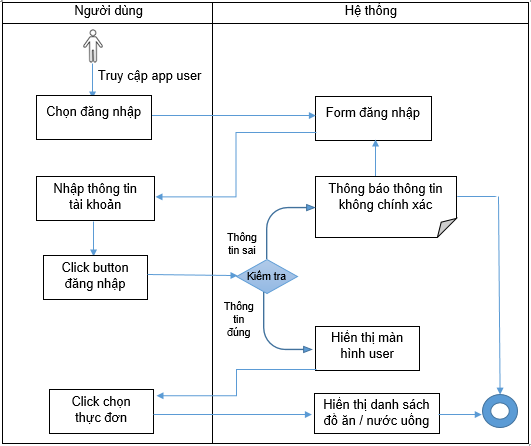 Người dùng
Hệ thống
Truy cập app user
Chọn đăng nhập
Form đăng nhập
Nhập thông tin
tài khoản
Thông báo thông tin
không chính xác
Thông
tin sai
Click button
đăng nhập
Kiểm tra
Thông
tin
đúng
Hiển thị màn
hình user
Click chọn
thực đơn
Hiển thị danh sách
đồ ăn / nước uống